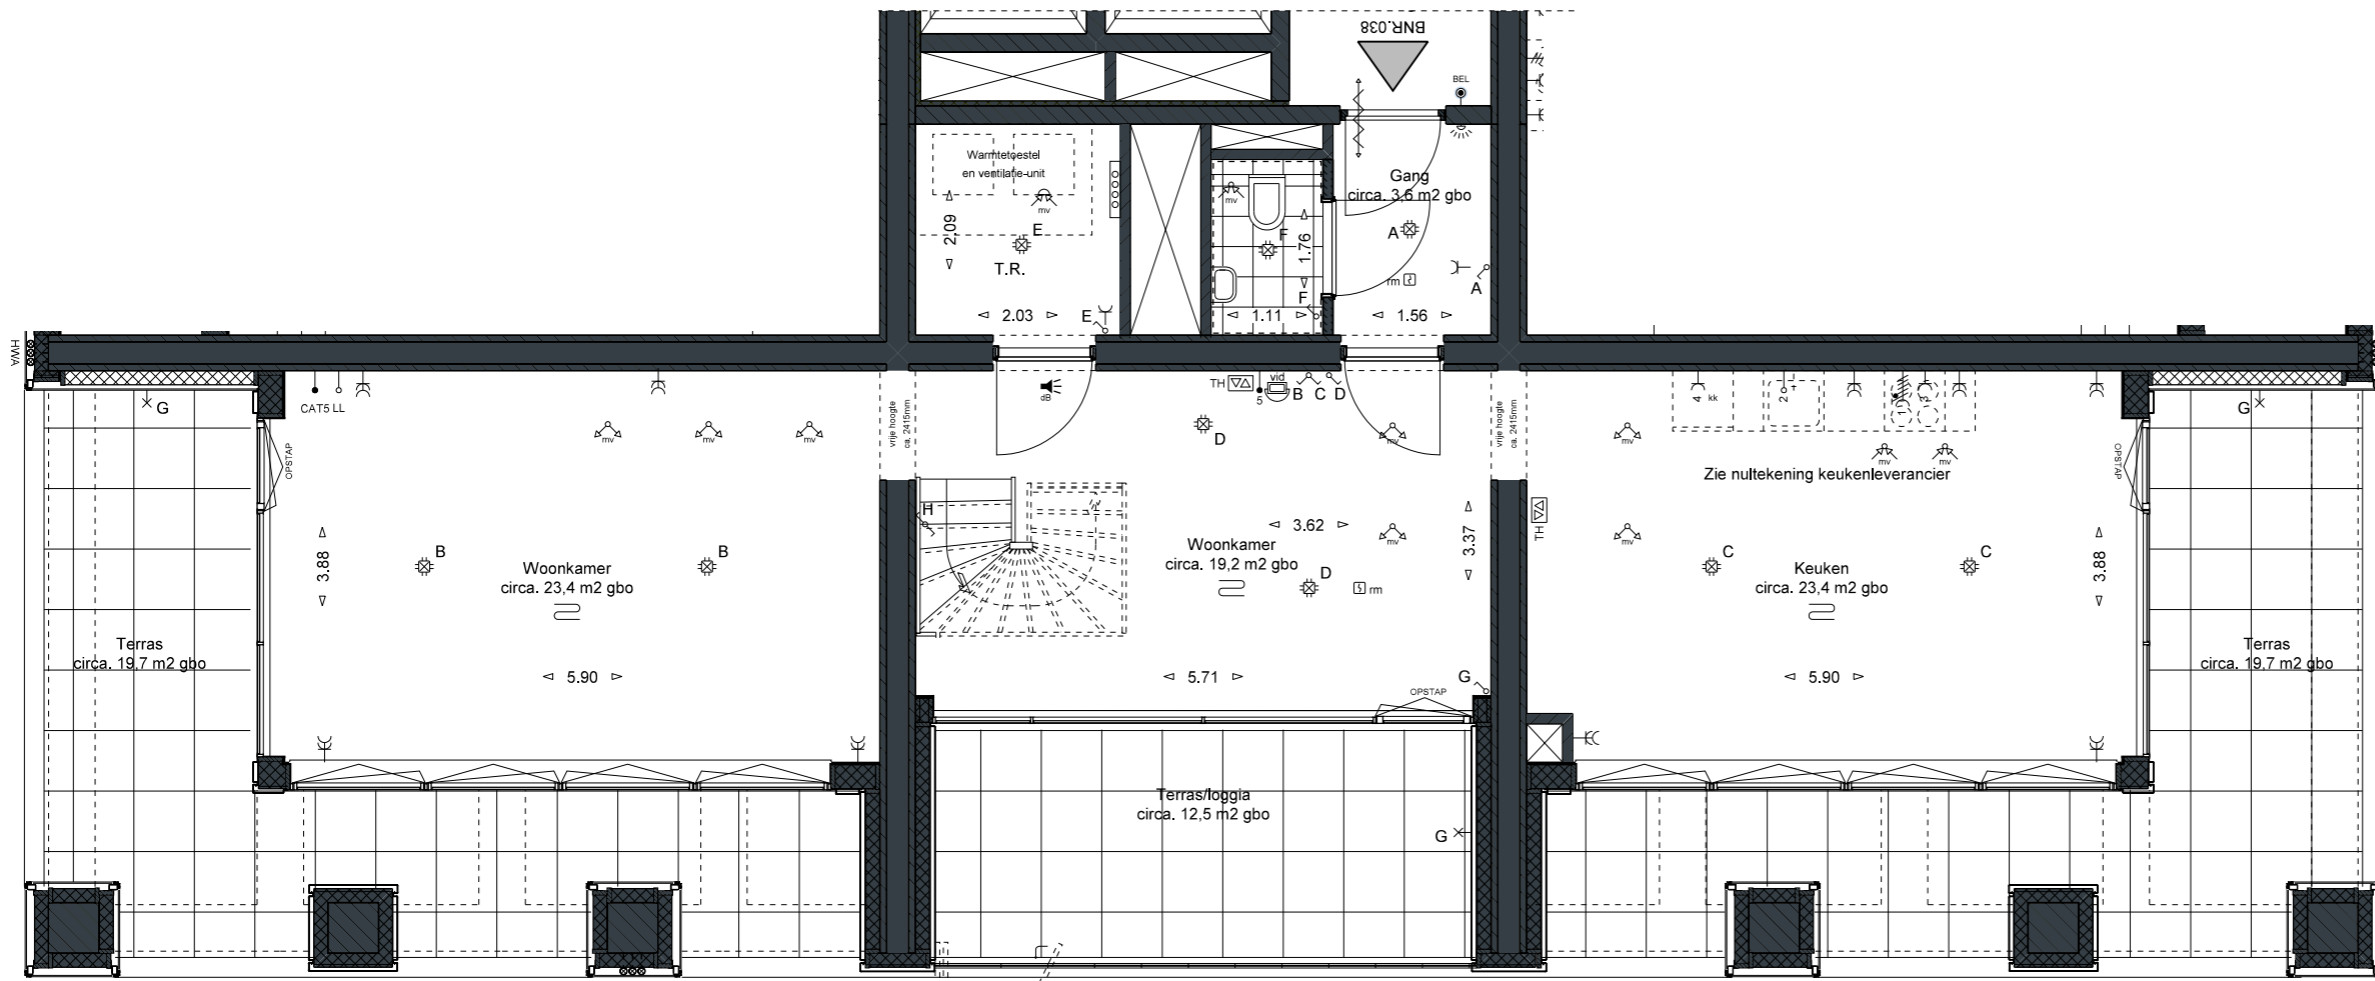 BNR.038
BEL
Warmtetoestel
en ventilatie-unit
mv
2.09
E
T.R.
2.03
E
mv
F
1.76
F
1.11
Gang
circa. 3,6 m2 gbo
A
rm
A
1.56
HWA
G
CAT5 LL
OPSTAP
mv
mv
mv
vrije hoogte
ca. 2415mm
dB
TH
vid
5
B
C
D
D
mv
vrije hoogte
ca. 2415mm
mv
4
kk
2
1
3
mv
mv
Zie nultekening keukenleverancier
OPSTAP
G
H
3.62
mv
3.37
TH
mv
3.88
B
B
Woonkamer
circa. 23,4 m2 gbo
Woonkamer
circa. 19,2 m2 gbo
D
rm
C
C
Keuken
circa. 23,4 m2 gbo
3.88
Terras
circa. 19,7 m2 gbo
5.90
5.71
G
OPSTAP
5.90
Terras
circa. 19,7 m2 gbo
Terras/loggia
circa. 12,5 m2 gbo
G